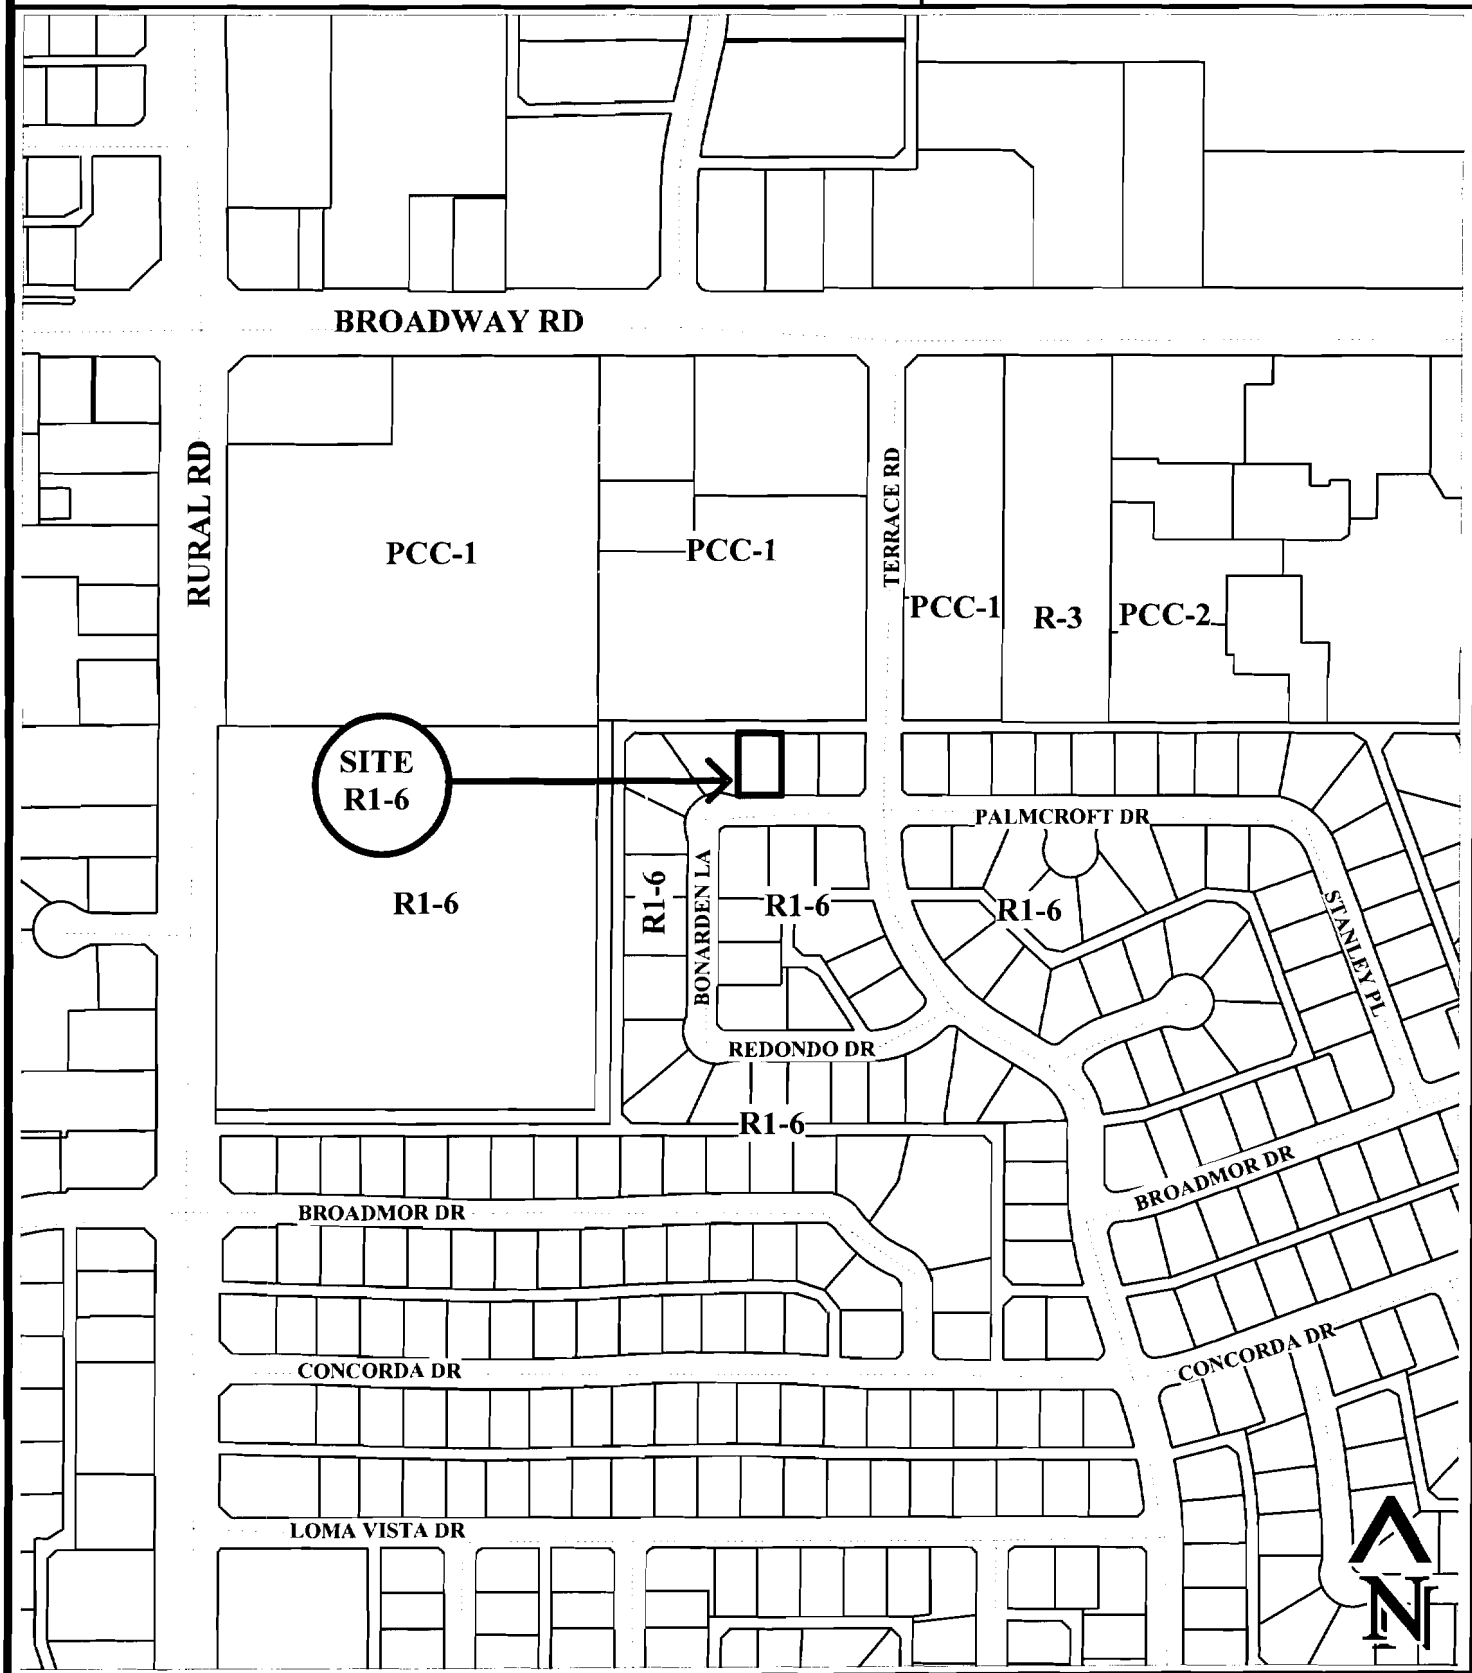 BROADWAY RD
RURAL RD
TERRACE RD
PCC-1
PCC-1
PCC-1
R-3
PCC-2
SITE
R1-6
PALMCROFT DR
R1-6
R1-6
BONARDEN LA
R1-6
R1-6
STANLEY PL
REDONDO DR
R1-6
BROADMOR DR
BROADMOR DR
CONCORDA DR
CONCORDA DR
LOMA VISTA DR
N